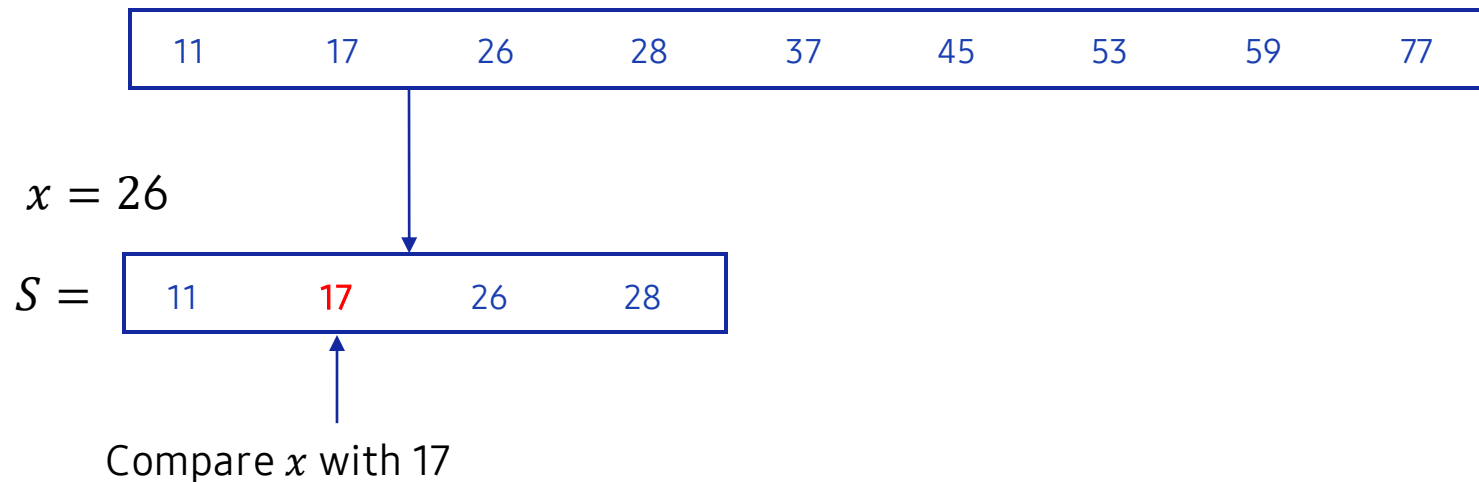 11 17 26 28 37 45 53 59 77
𝑥 = 26
𝑆 = 11 17 26 28
Compare 𝑥 with 17